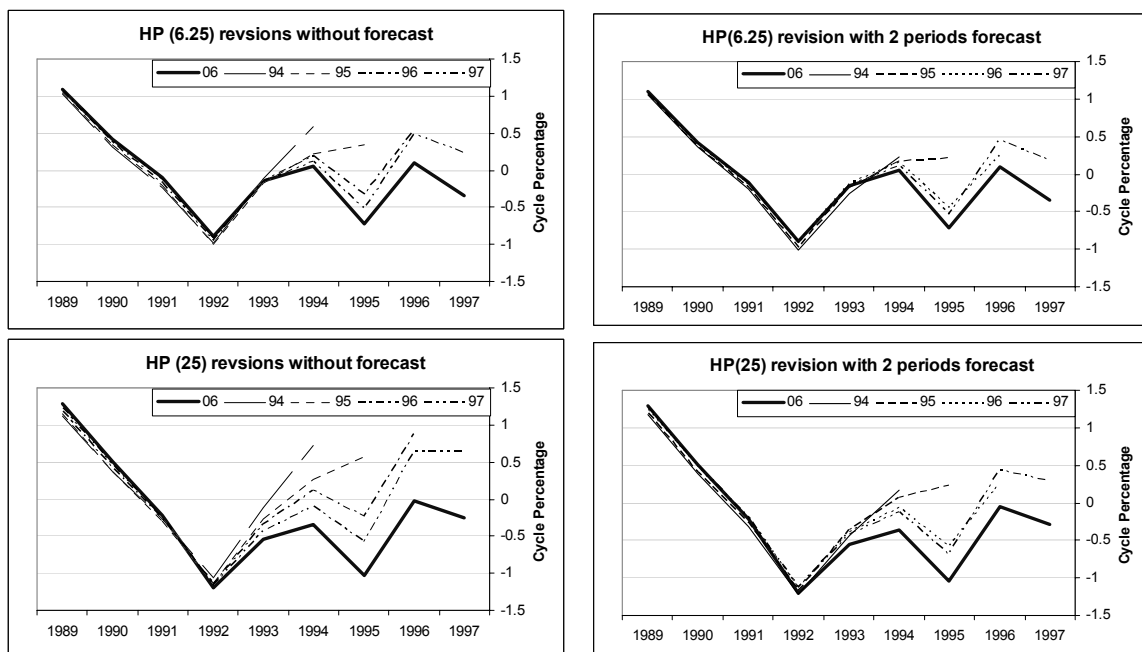 HP (6.25) revsions without forecast
06 94 95 96 97
1.5
1
0.5
0
-0.5
-1
-1.5
Cycle Percentage
1989 1990 1991 1992 1993 1994 1995 1996 1997
HP(6.25) revision with 2 periods forecast
06 94 95 96 97
1.5
1
0.5
0
-0.5
-1
-1.5
Cycle Percentage
1989 1990 1991 1992 1993 1994 1995 1996 1997
HP (25) revsions without forecast
06 94 95 96 97
1.5
1
0.5
0
-0.5
-1
-1.5
Cycle Percentage
1989 1990 1991 1992 1993 1994 1995 1996 1997
HP(25) revision with 2 periods forecast
06 94 95 96 97
1.5
1
0.5
0
-0.5
-1
-1.5
Cycle Percentage
1989 1990 1991 1992 1993 1994 1995 1996 1997